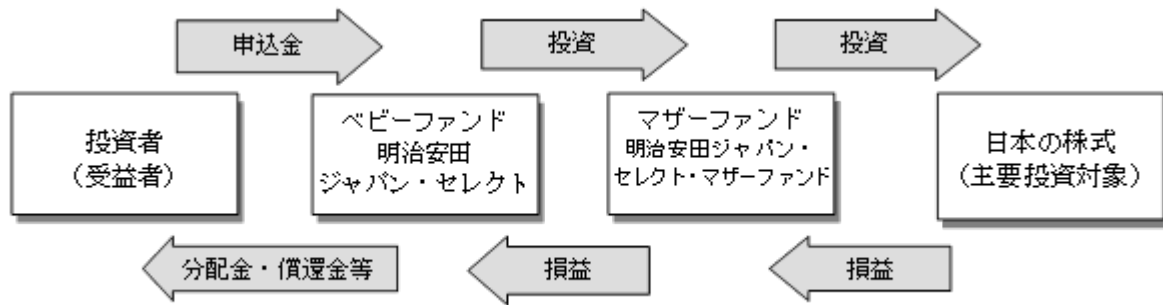 申込金
投資
投資
投資者
（受益者）
ベビーファンド
明治安田
ジャパン・セレクト
マザーファンド
明治安田ジャパン・
セレクト・マザーファンド
日本の株式
（主要投資対象）
分配金・償還金等
損益
損益